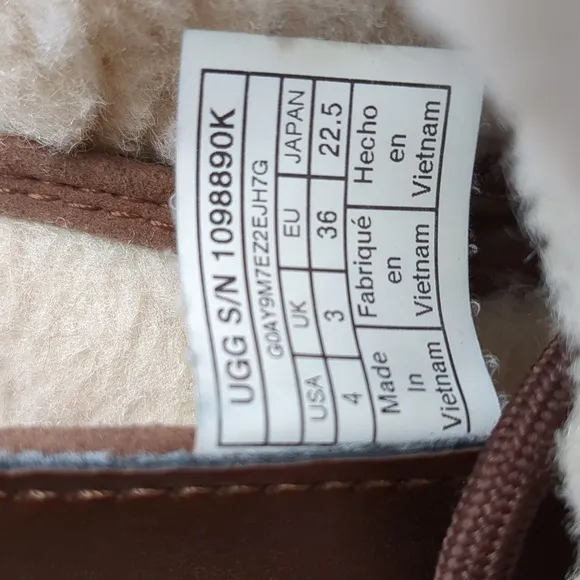 UGG S/N 1098890K
G0AY9M7EZ2EJH7G
USA UK EU JAPAN
4 3 36 22.5
Made Fabriqué Hecho
In en en
Vietnam Vietnam Vietnam